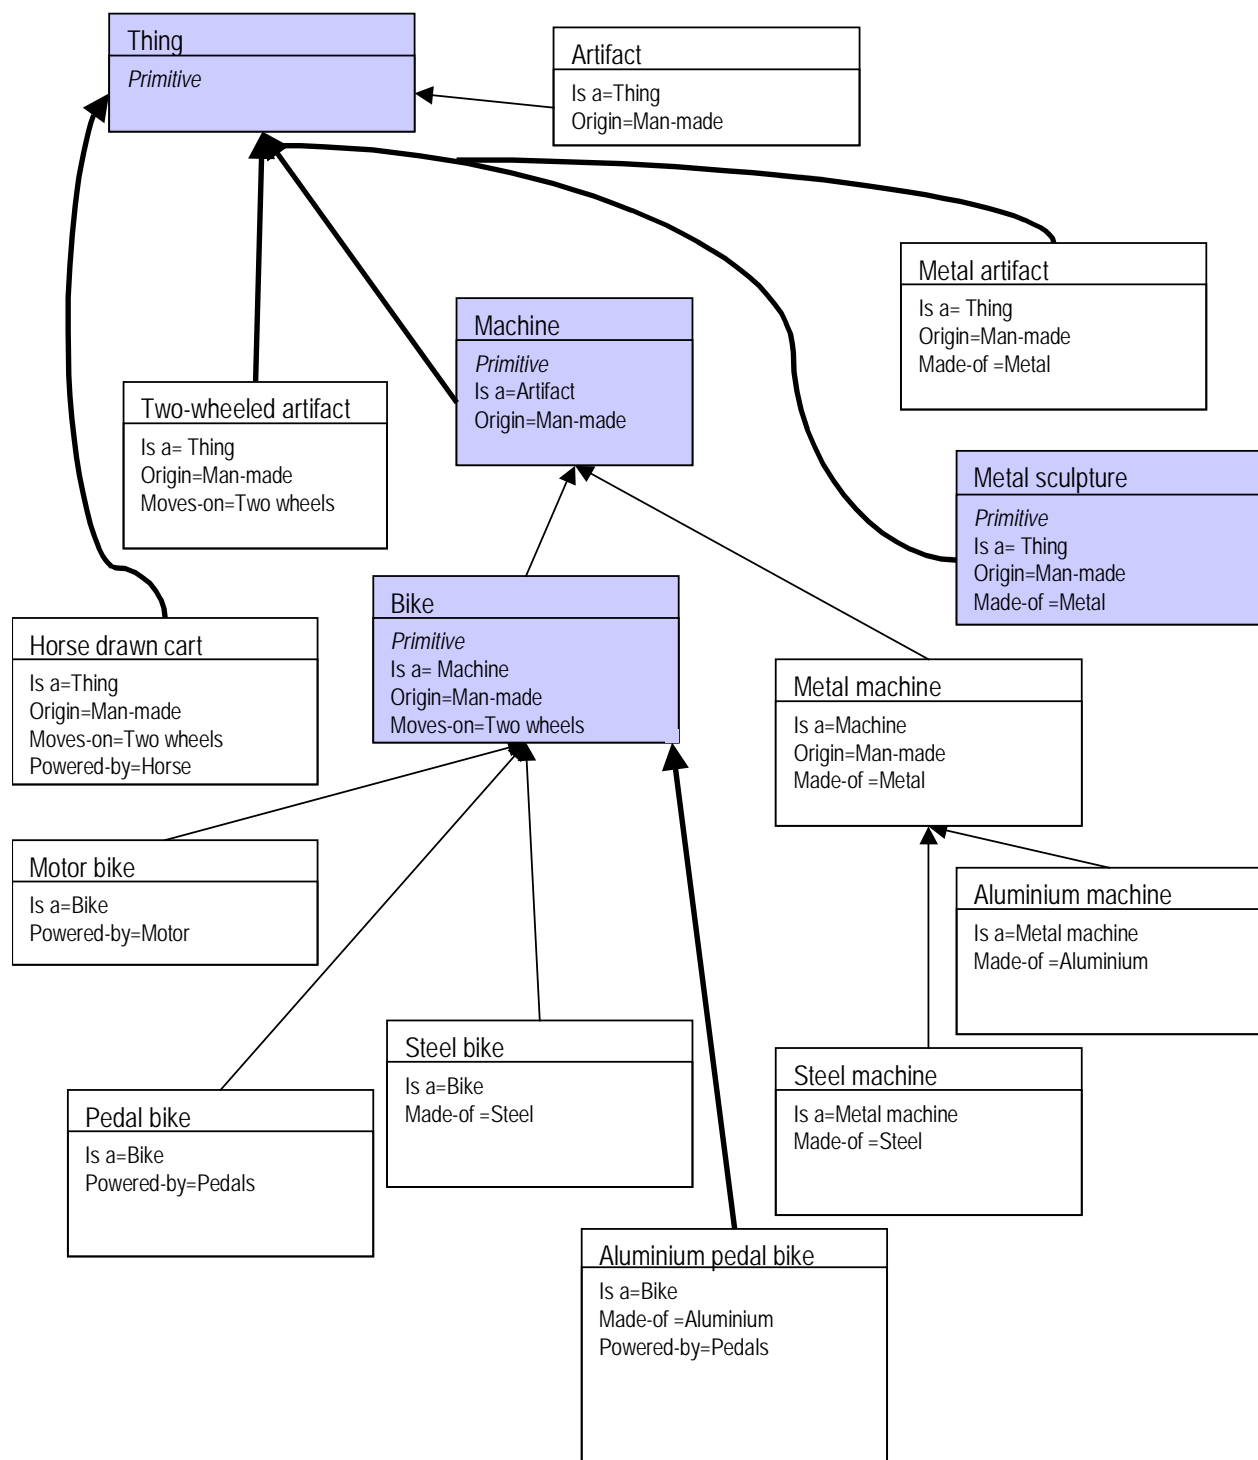 Thing
Primitive
Artifact
Is a=Thing
Origin=Man-made
Metal artifact
Is a= Thing
Origin=Man-made
Made-of =Metal
Machine
Primitive
Is a=Artifact
Origin=Man-made
Two-wheeled artifact
Is a= Thing
Origin=Man-made
Moves-on=Two wheels
Metal sculpture
Primitive
Is a= Thing
Origin=Man-made
Made-of =Metal
Bike
Primitive
Is a= Machine
Origin=Man-made
Moves-on=Two wheels
Horse drawn cart
Is a=Thing
Origin=Man-made
Moves-on=Two wheels
Powered-by=Horse
Metal machine
Is a=Machine
Origin=Man-made
Made-of =Metal
Motor bike
Is a=Bike
Powered-by=Motor
Aluminium machine
Is a=Metal machine
Made-of =Aluminium
Steel bike
Is a=Bike
Made-of =Steel
Steel machine
Is a=Metal machine
Made-of =Steel
Pedal bike
Is a=Bike
Powered-by=Pedals
Aluminium pedal bike
Is a=Bike
Made-of =Aluminium
Powered-by=Pedals